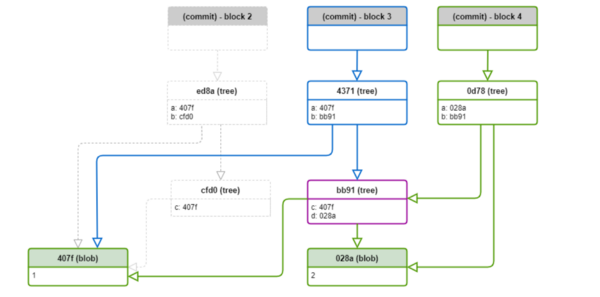 (commit) - block 2
(commit) - block 3
(commit) - block 4
ed8a (tree)
a: 407f
b: cfd0
4371 (tree)
a: 407f
b: bb91
0d78 (tree)
a: 028a
b: bb91
cfd0 (tree)
c: 407f
bb91 (tree)
c: 407f
d: 028a
407f (blob)
1
028a (blob)
2